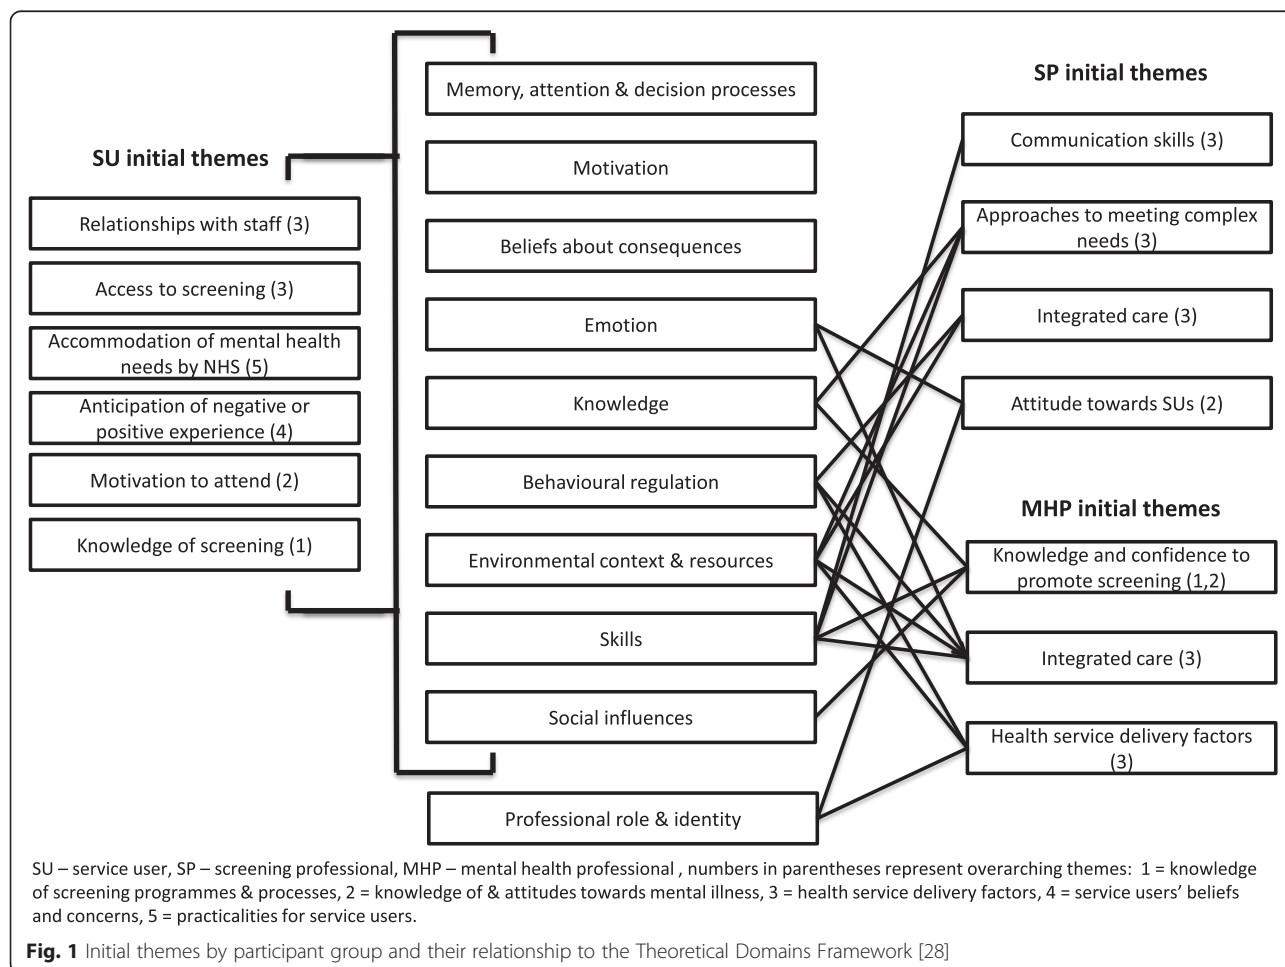 SU initial themes
Relationships with staff (3)
Access to screening (3)
Accommodation of mental health
needs by NHS (5)
Anticipation of negative or
positive experience (4)
Motivation to attend (2)
Knowledge of screening (1)
Memory, attention & decision processes
Motivation
Beliefs about consequences
Emotion
Knowledge
Behavioural regulation
Environmental context & resources
Skills
Social influences
Professional role & identity
SP initial themes
Communication skills (3)
Approaches to meeting complex
needs (3)
Integrated care (3)
Attitude towards SUs (2)
MHP initial themes
Knowledge and confidence to
promote screening (1,2)
Integrated care (3)
Health service delivery factors
(3)
SU – service user, SP – screening professional, MHP – mental health professional , numbers in parentheses represent overarching themes: 1 = knowledge
of screening programmes & processes, 2 = knowledge of & attitudes towards mental illness, 3 = health service delivery factors, 4 = service users’ beliefs
and concerns, 5 = practicalities for service users.
Fig. 1 Initial themes by participant group and their relationship to the Theoretical Domains Framework [28]